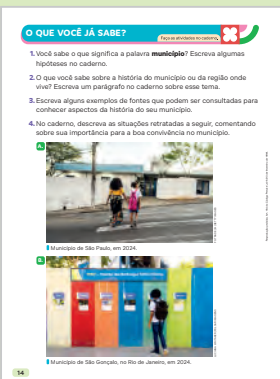 O QUE VOCÊ JÁ SABE?
Faça as atividades no caderno.
1. Você sabe o que significa a palavra município? Escreva algumas
hipóteses no caderno.
2. O que você sabe sobre a história do município ou da região onde
vive? Escreva um parágrafo no caderno sobre esse tema.
3. Escreva alguns exemplos de fontes que podem ser consultadas para
conhecer aspectos da história do seu município.
4. No caderno, descreva as situações retratadas a seguir, comentando
sobre sua importância para a boa convivência no município.
A.
Município de São Paulo, em 2024.
B.
Município de São Gonçalo, no Rio de Janeiro, em 2024.
14